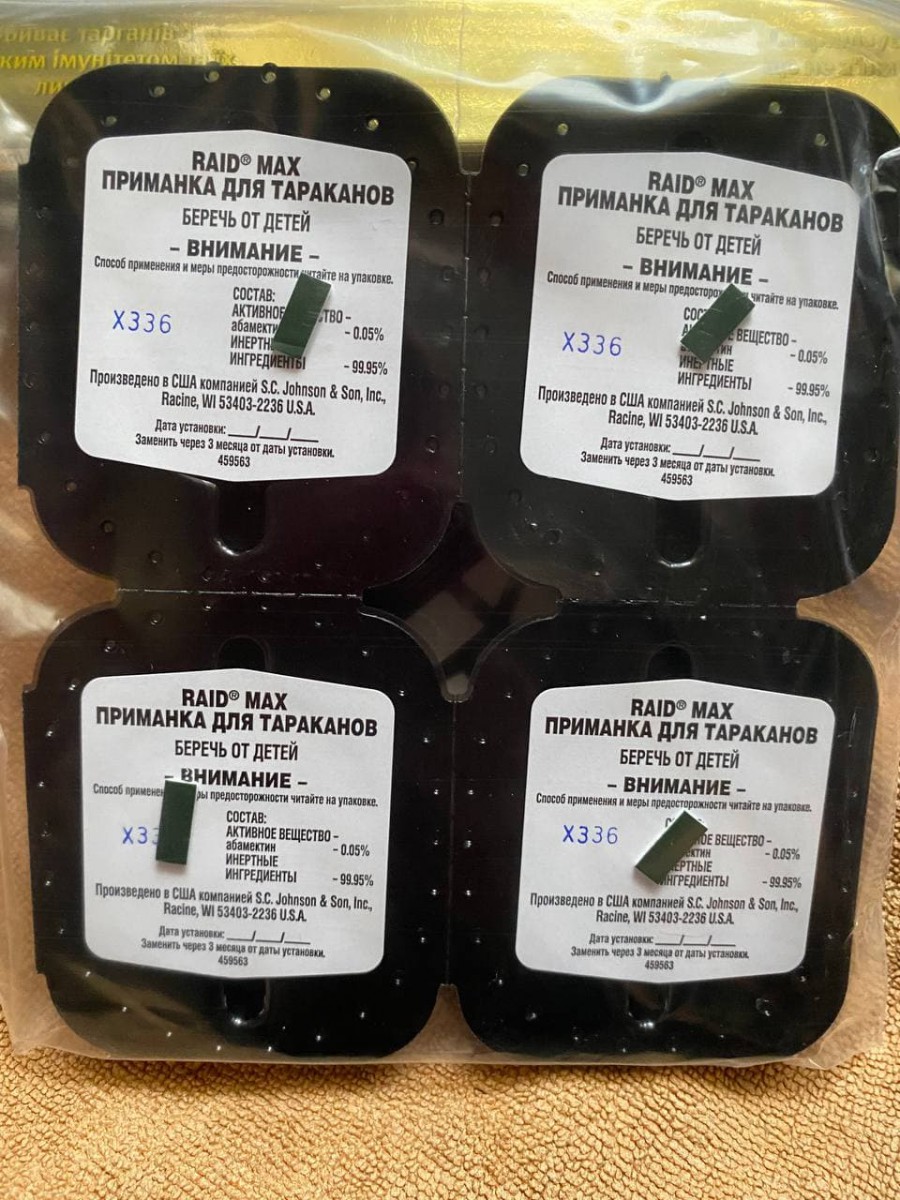 тарганів
ким імунітетом
RAID® MAX
ПРИМАНКА ДЛЯ ТАРАКАНОВ
БЕРЕЧЬ ОТ ДЕТЕЙ
– ВНИМАНИЕ –
Способ применения и меры предосторожности читайте на упаковке.
СОСТАВ:
– 0.05%
X336
ИНГРЕДИЕНТЫ – 99.95%
Произведено в США компанией S.C. Johnson & Son, Inc.,
Racine, WI 53403-2236 U.S.A.
Дата установки: ___/___/___
Заменить через 3 месяца от даты установки.
459563
RAID® MAX
ПРИМАНКА ДЛЯ ТАРАКАНОВ
БЕРЕЧЬ ОТ ДЕТЕЙ
– ВНИМАНИЕ –
Способ применения и меры читайте на упаковке.
ВЕЩЕСТВО –
X336
– 0.05%
ИНГРЕДИЕНТЫ – 99.95%
Произведено в США компанией S.C. Johnson & Son, Inc.,
Racine, WI 53403-2236 U.S.A.
Дата установки: ___/___/___
Заменить через 3 месяца от даты установки.
459563
RAID® MAX
ПРИМАНКА ДЛЯ ТАРАКАНОВ
БЕРЕЧЬ ОТ ДЕТЕЙ
– ВНИМАНИЕ –
Способ предосторожности читайте на упаковке.
СОСТАВ:
АКТИВНОЕ ВЕЩЕСТВО –
абамектин – 0.05%
ИНЕРТНЫЕ
ИНГРЕДИЕНТЫ – 99.95%
Произведено в США компанией S.C. Johnson & Son, Inc.,
Racine, WI 53403-2236 U.S.A.
Дата установки: ___/___/___
Заменить через 3 месяца от даты установки.
459563
RAID® MAX
ПРИМАНКА ДЛЯ ТАРАКАНОВ
БЕРЕЧЬ ОТ ДЕТЕЙ
– ВНИМАНИЕ –
Способ применения и меры предосторожности читайте на упаковке.
X336
ВЕЩЕСТВО –
– 0.05%
ИНГРЕДИЕНТЫ – 99.95%
Произведено в США компанией S.C. Johnson & Son, Inc.,
Racine, WI 53403-2236 U.S.A.
Дата установки: ___/___/___
Заменить через 3 месяца от даты установки.
459563